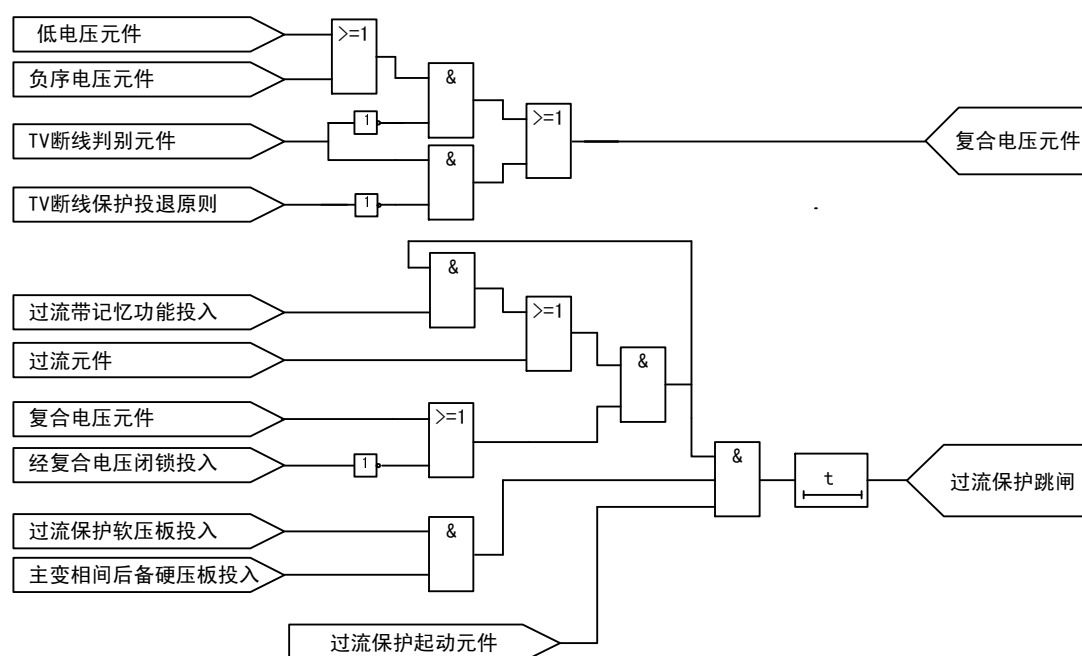 低电压元件
>=1
负序电压元件
&
1
>=1
TV断线判别元件
复合电压元件
&
TV断线保护投退原则
1
&
过流带记忆功能投入
>=1
过流元件
&
复合电压元件
>=1
经复合电压闭锁投入
1
&
t
过流保护跳闸
过流保护软压板投入
&
主变相间后备硬压板投入
过流保护起动元件